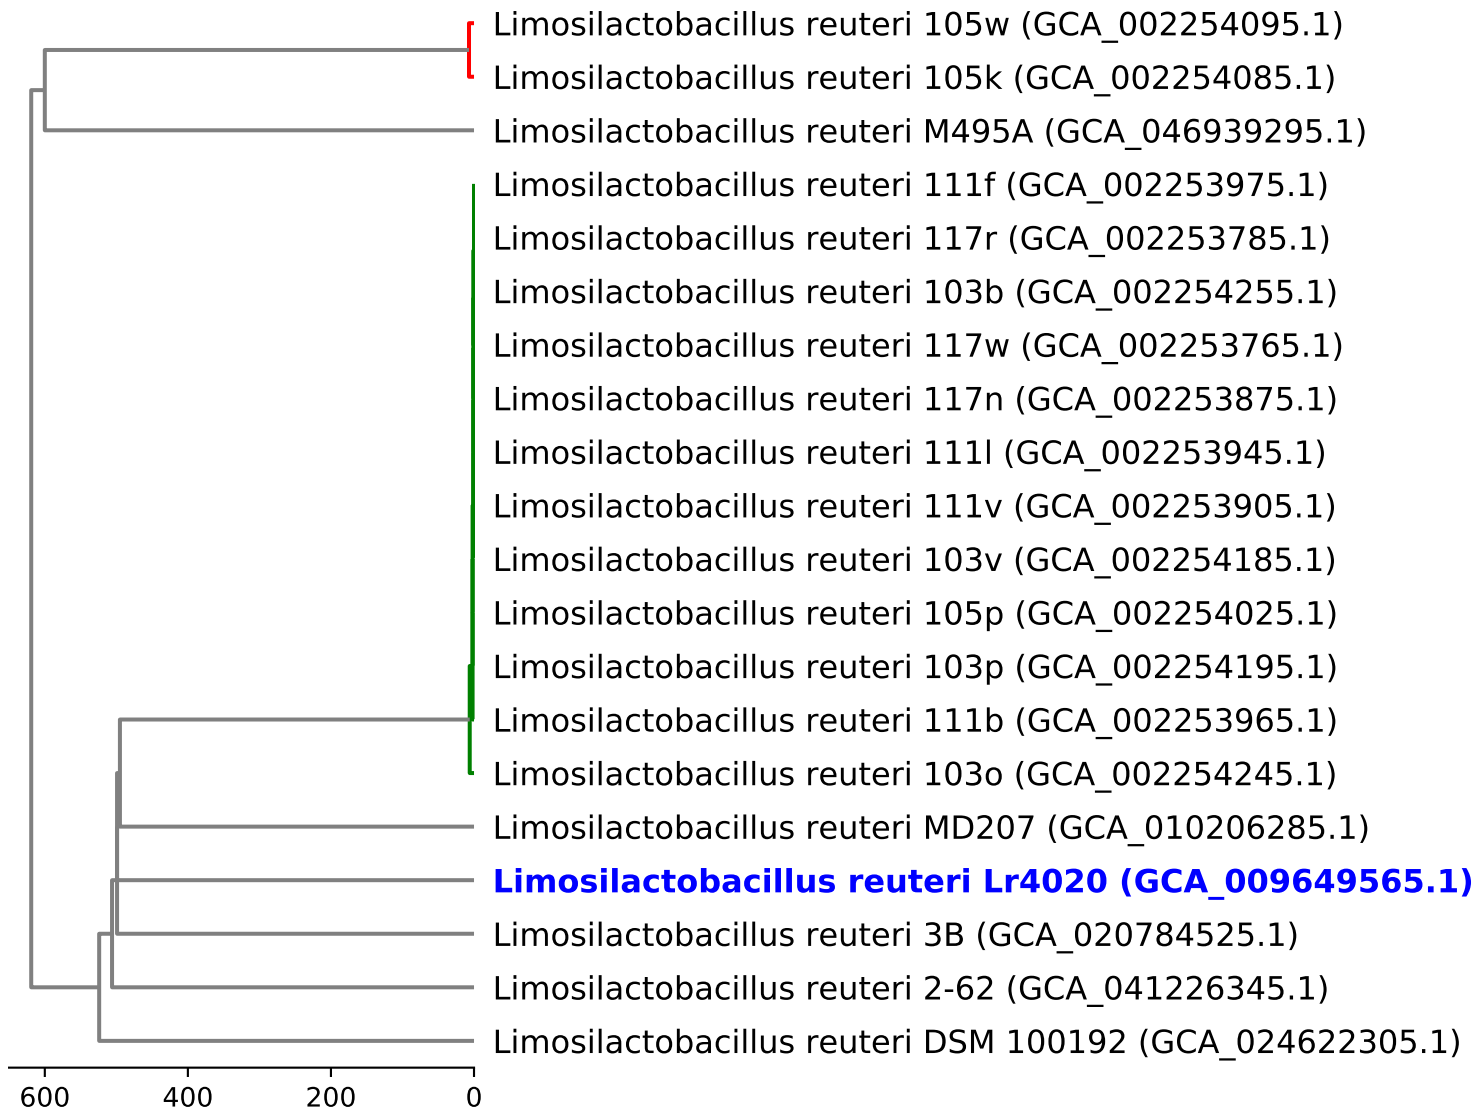 Limosilactobacillus reuteri 105w (GCA_002254095.1)
Limosilactobacillus reuteri 105k (GCA_002254085.1)
Limosilactobacillus reuteri M495A (GCA_046939295.1)
Limosilactobacillus reuteri 111f (GCA_002253975.1)
Limosilactobacillus reuteri 117r (GCA_002253785.1)
Limosilactobacillus reuteri 103b (GCA_002254255.1)
Limosilactobacillus reuteri 117w (GCA_002253765.1)
Limosilactobacillus reuteri 117n (GCA_002253875.1)
Limosilactobacillus reuteri 111l (GCA_002253945.1)
Limosilactobacillus reuteri 111v (GCA_002253905.1)
Limosilactobacillus reuteri 103v (GCA_002254185.1)
Limosilactobacillus reuteri 105p (GCA_002254025.1)
Limosilactobacillus reuteri 103p (GCA_002254195.1)
Limosilactobacillus reuteri 111b (GCA_002253965.1)
Limosilactobacillus reuteri 103o (GCA_002254245.1)
Limosilactobacillus reuteri MD207 (GCA_010206285.1)
Limosilactobacillus reuteri Lr4020 (GCA_009649565.1)
Limosilactobacillus reuteri 3B (GCA_020784525.1)
Limosilactobacillus reuteri 2-62 (GCA_041226345.1)
Limosilactobacillus reuteri DSM 100192 (GCA_024622305.1)
600 400 200 0